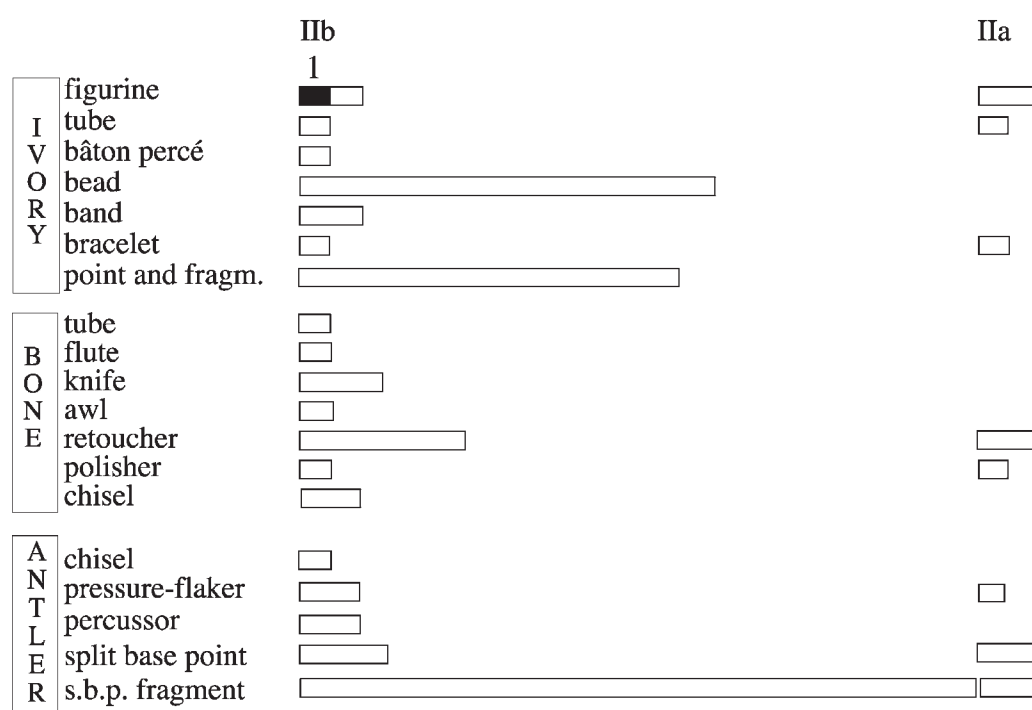 IIb IIa
1
IVORY
figurine
tube
bâton percé
bead
band
bracelet
point and fragm.
BONE
tube
flute
knife
awl
retoucher
polisher
chisel
ANTLER
chisel
pressure-flaker
percussor
split base point
s.b.p. fragment